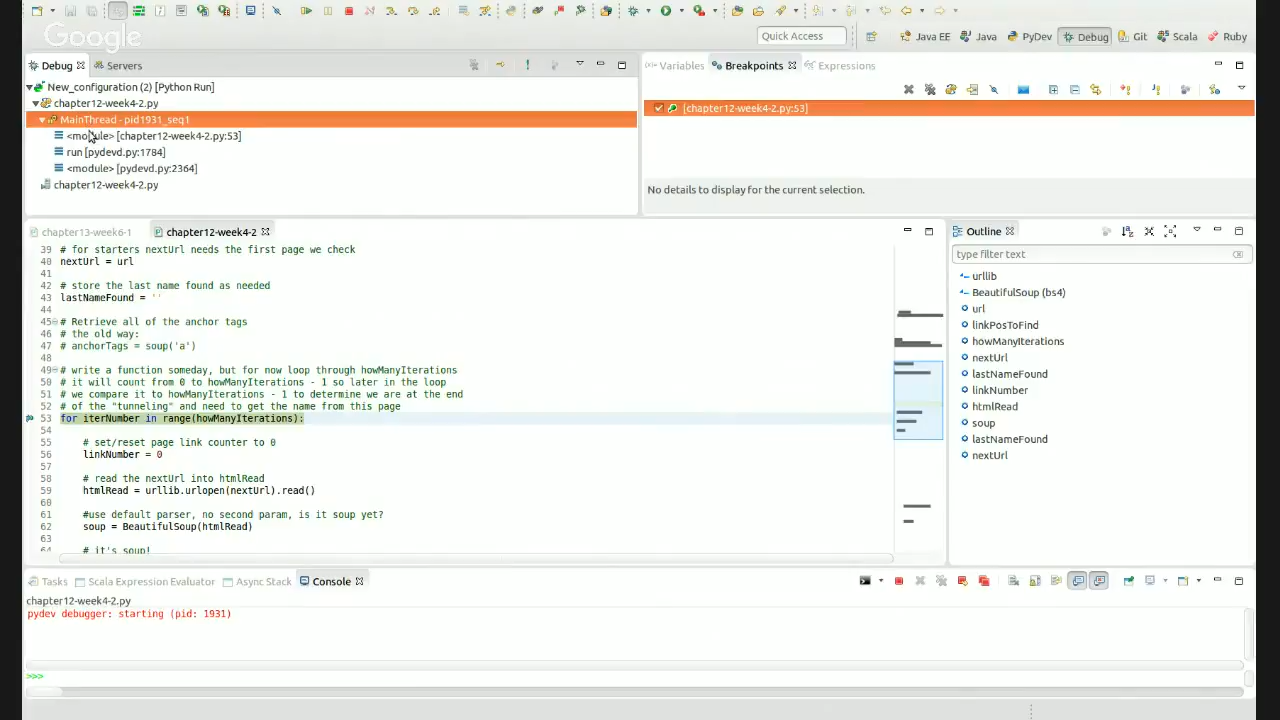 Google
Quick Access
Java EE
Java
PyDev
Debug
Git
Scala
Ruby
Debug
Servers
Variables
Breakpoints
Expressions
New_configuration (2) [Python Run]
chapter12-week4-2.py
MainThread - pid1931_seq1
<module> [chapter12-week4-2.py:53]
run [pydevd.py:1784]
<module> [pydevd.py:2364]
chapter12-week4-2.py
[chapter12-week4-2.py:53]
No details to display for the current selection.
chapter13-week6-1
chapter12-week4-2
39 # for starters nextUrl needs the first page we check
40 nextUrl = url
41
42 # store the last name found as needed
43 lastNameFound = ''
44
45 # Retrieve all of the anchor tags
46 # the old way:
47 # anchorTags = soup('a')
48
49 # write a function someday, but for now loop through howManyIterations
50 # it will count from 0 to howManyIterations - 1 so later in the loop
51 # we compare it to howManyIterations - 1 to determine we are at the end
52 # of the "tunneling" and need to get the name from this page
53 for iterNumber in range(howManyIterations):
54
55 # set/reset page link counter to 0
56 linkNumber = 0
57
58 # read the nextUrl into htmlRead
59 htmlRead = urllib.urlopen(nextUrl).read()
60
61 #use default parser, no second param, is it soup yet?
62 soup = BeautifulSoup(htmlRead)
63
64 # it's soup!
Outline
type filter text
urllib
BeautifulSoup (bs4)
url
linkPosToFind
howManyIterations
nextUrl
lastNameFound
linkNumber
htmlRead
soup
lastNameFound
nextUrl
Tasks
Scala Expression Evaluator
Async Stack
Console
chapter12-week4-2.py
pydev debugger: starting (pid: 1931)
>>>